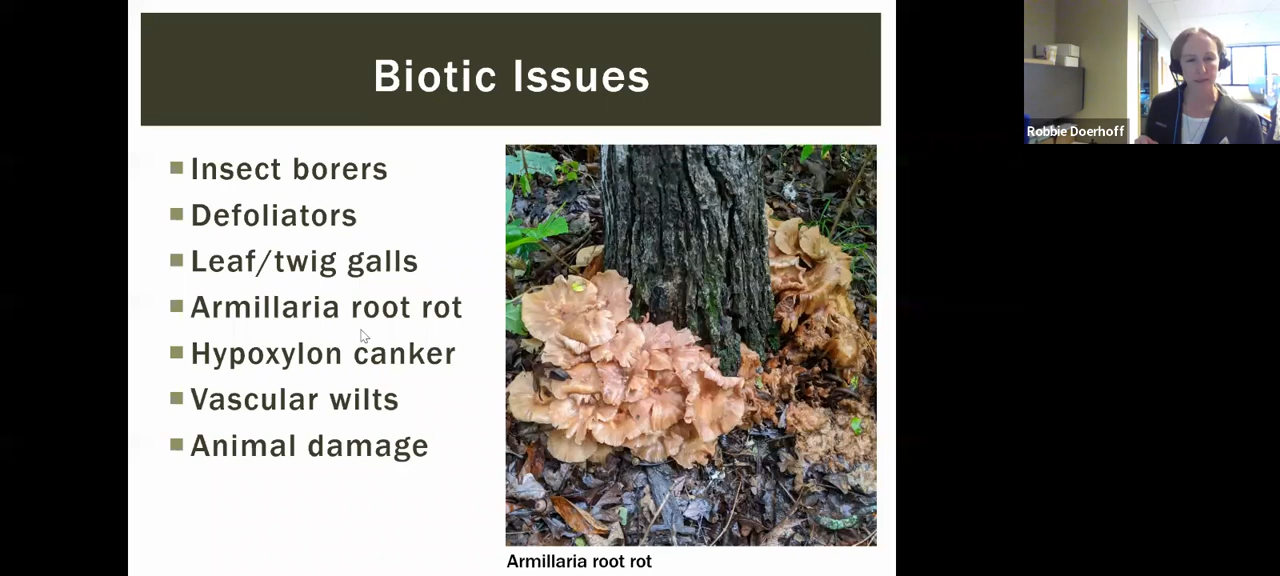 Biotic Issues
Robbie Doerhoff
Insect borers
Defoliators
Leaf/twig galls
Armillaria root rot
Hypoxylon canker
Vascular wilts
Animal damage
Armillaria root rot